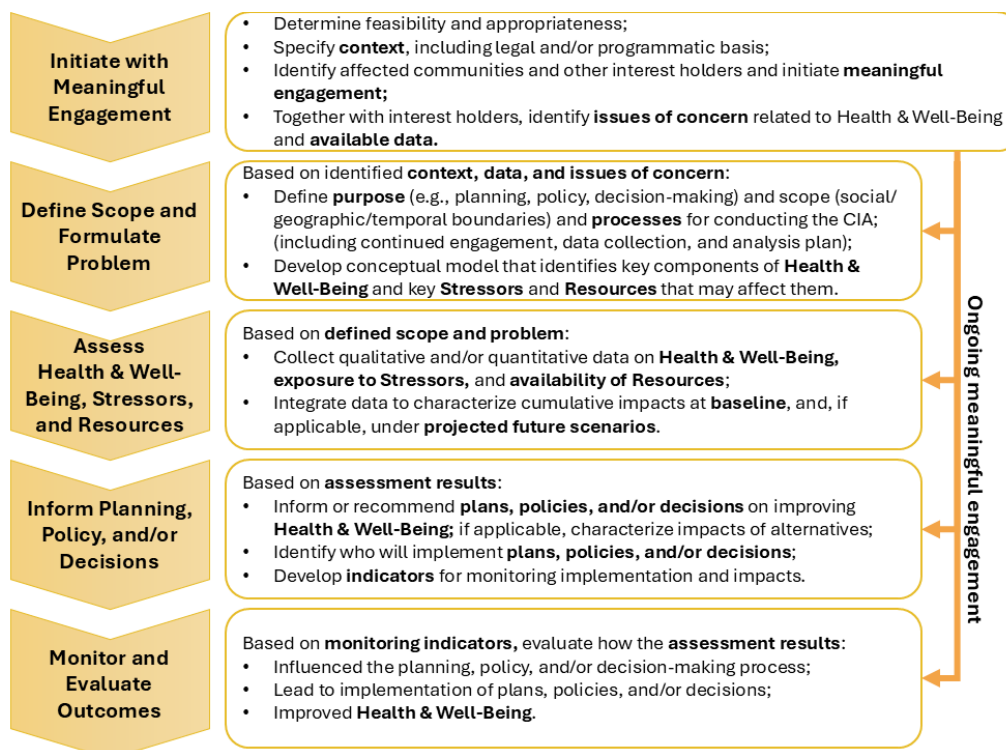 Initiate with
Meaningful
Engagement
• Determine feasibility and appropriateness;
• Specify context, including legal and/or programmatic basis;
• Identify affected communities and other interest holders and initiate meaningful
engagement;
• Together with interest holders, identify issues of concern related to Health & Well-Being
and available data.
Define Scope and
Formulate
Problem
Based on identified context, data, and issues of concern:
• Define purpose (e.g., planning, policy, decision-making) and scope (social/
geographic/temporal boundaries) and processes for conducting the CIA;
(including continued engagement, data collection, and analysis plan);
• Develop conceptual model that identifies key components of Health &
Well-Being and key Stressors and Resources that may affect them.
Assess
Health & Well-
Being, Stressors,
and Resources
Based on defined scope and problem:
• Collect qualitative and/or quantitative data on Health & Well-Being,
exposure to Stressors, and availability of Resources;
• Integrate data to characterize cumulative impacts at baseline, and, if
applicable, under projected future scenarios.
Inform Planning,
Policy, and/or
Decisions
Based on assessment results:
• Inform or recommend plans, policies, and/or decisions on improving
Health & Well-Being; if applicable, characterize impacts of alternatives;
• Identify who will implement plans, policies, and/or decisions;
• Develop indicators for monitoring implementation and impacts.
Monitor and
Evaluate
Outcomes
Based on monitoring indicators, evaluate how the assessment results:
• Influenced the planning, policy, and/or decision-making process;
• Lead to implementation of plans, policies, and/or decisions;
• Improved Health & Well-Being.
Ongoing meaningful engagement